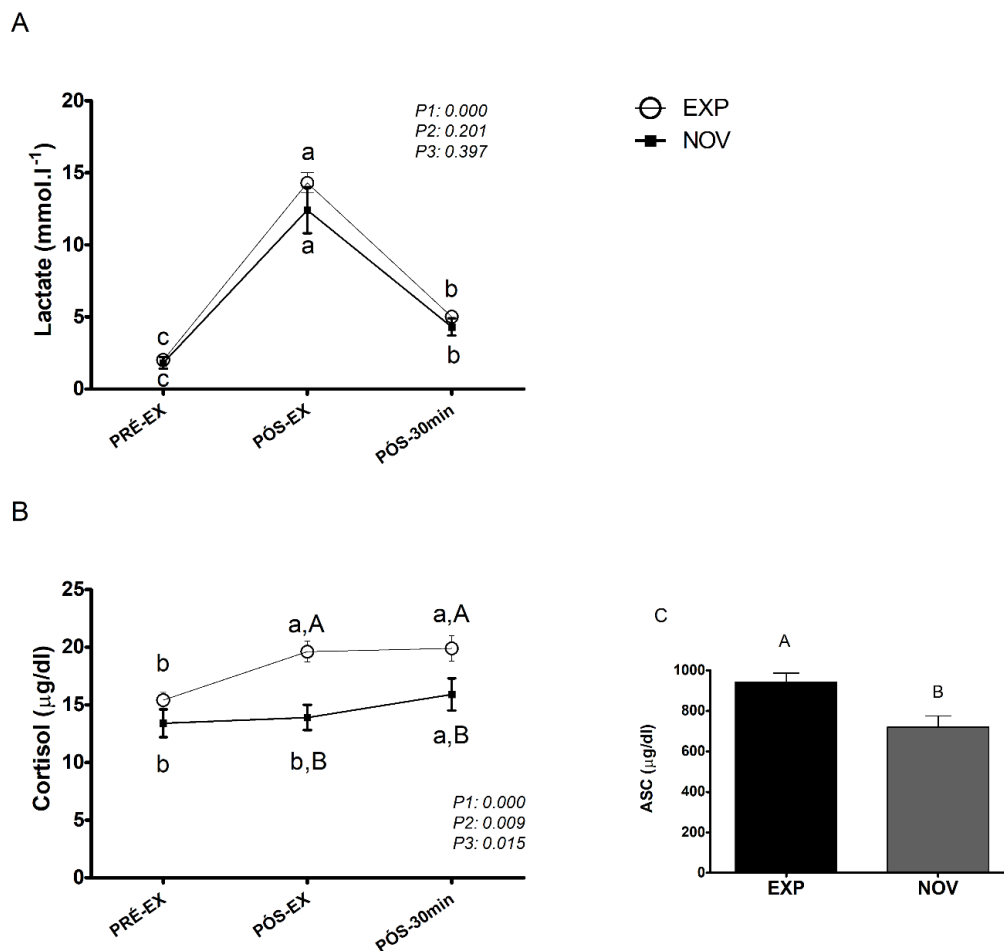 A
20
15
10
5
0
Lactate (mmol.l⁻¹)
P1: 0.000
P2: 0.201
P3: 0.397
EXP
NOV
a
a
b
b
c
c
PRÉ-EX
PÓS-EX
PÓS-30min
B
25
20
15
10
5
0
Cortisol (µg/dl)
a,A
a,A
b
b
b,B
a,B
P1: 0.000
P2: 0.009
P3: 0.015
PRÉ-EX
PÓS-EX
PÓS-30min
C
A
B
1000
800
600
400
200
0
ASC (µg/dl)
EXP
NOV